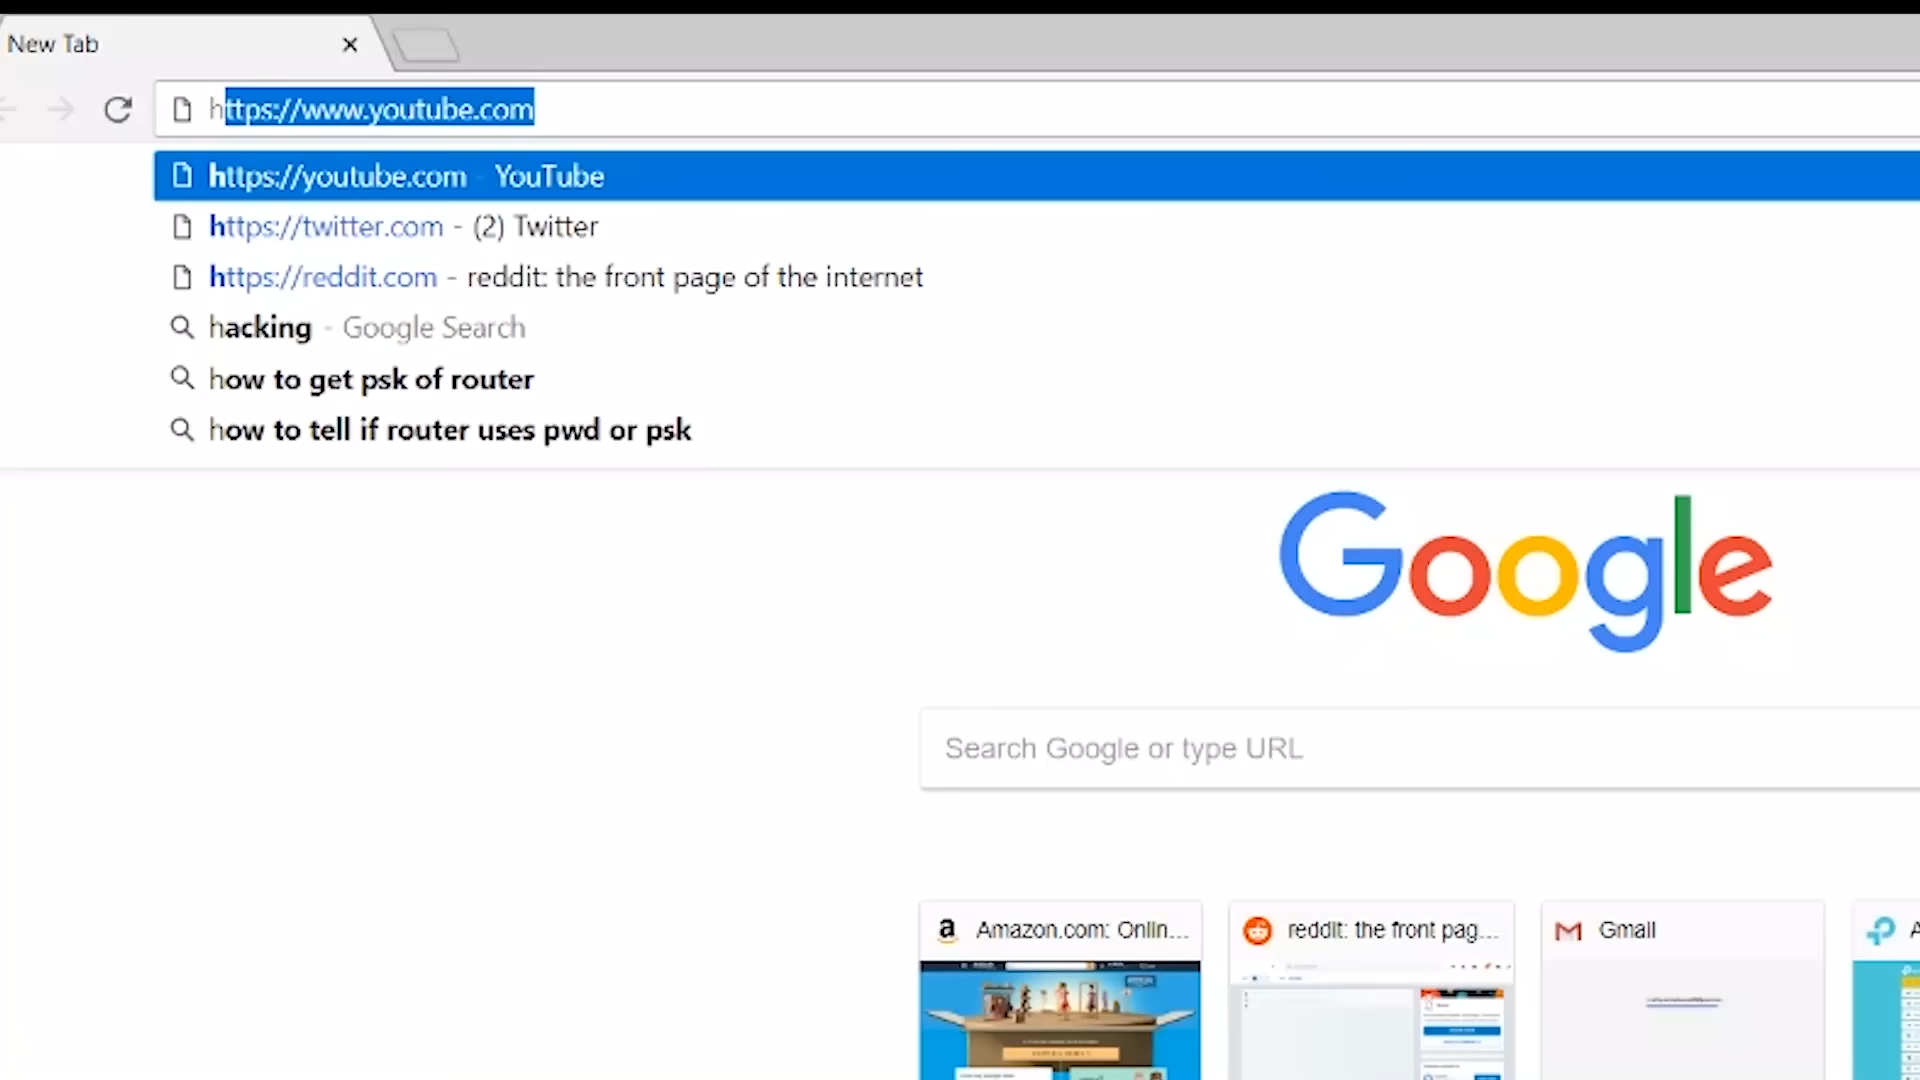 New Tab
https://www.youtube.com
https://youtube.com - YouTube
https://twitter.com - (2) Twitter
https://reddit.com - reddit: the front page of the internet
hacking - Google Search
how to get psk of router
how to tell if router uses pwd or psk
Google
Search Google or type URL
Amazon.com: Onlin...
reddit: the front pag...
Gmail